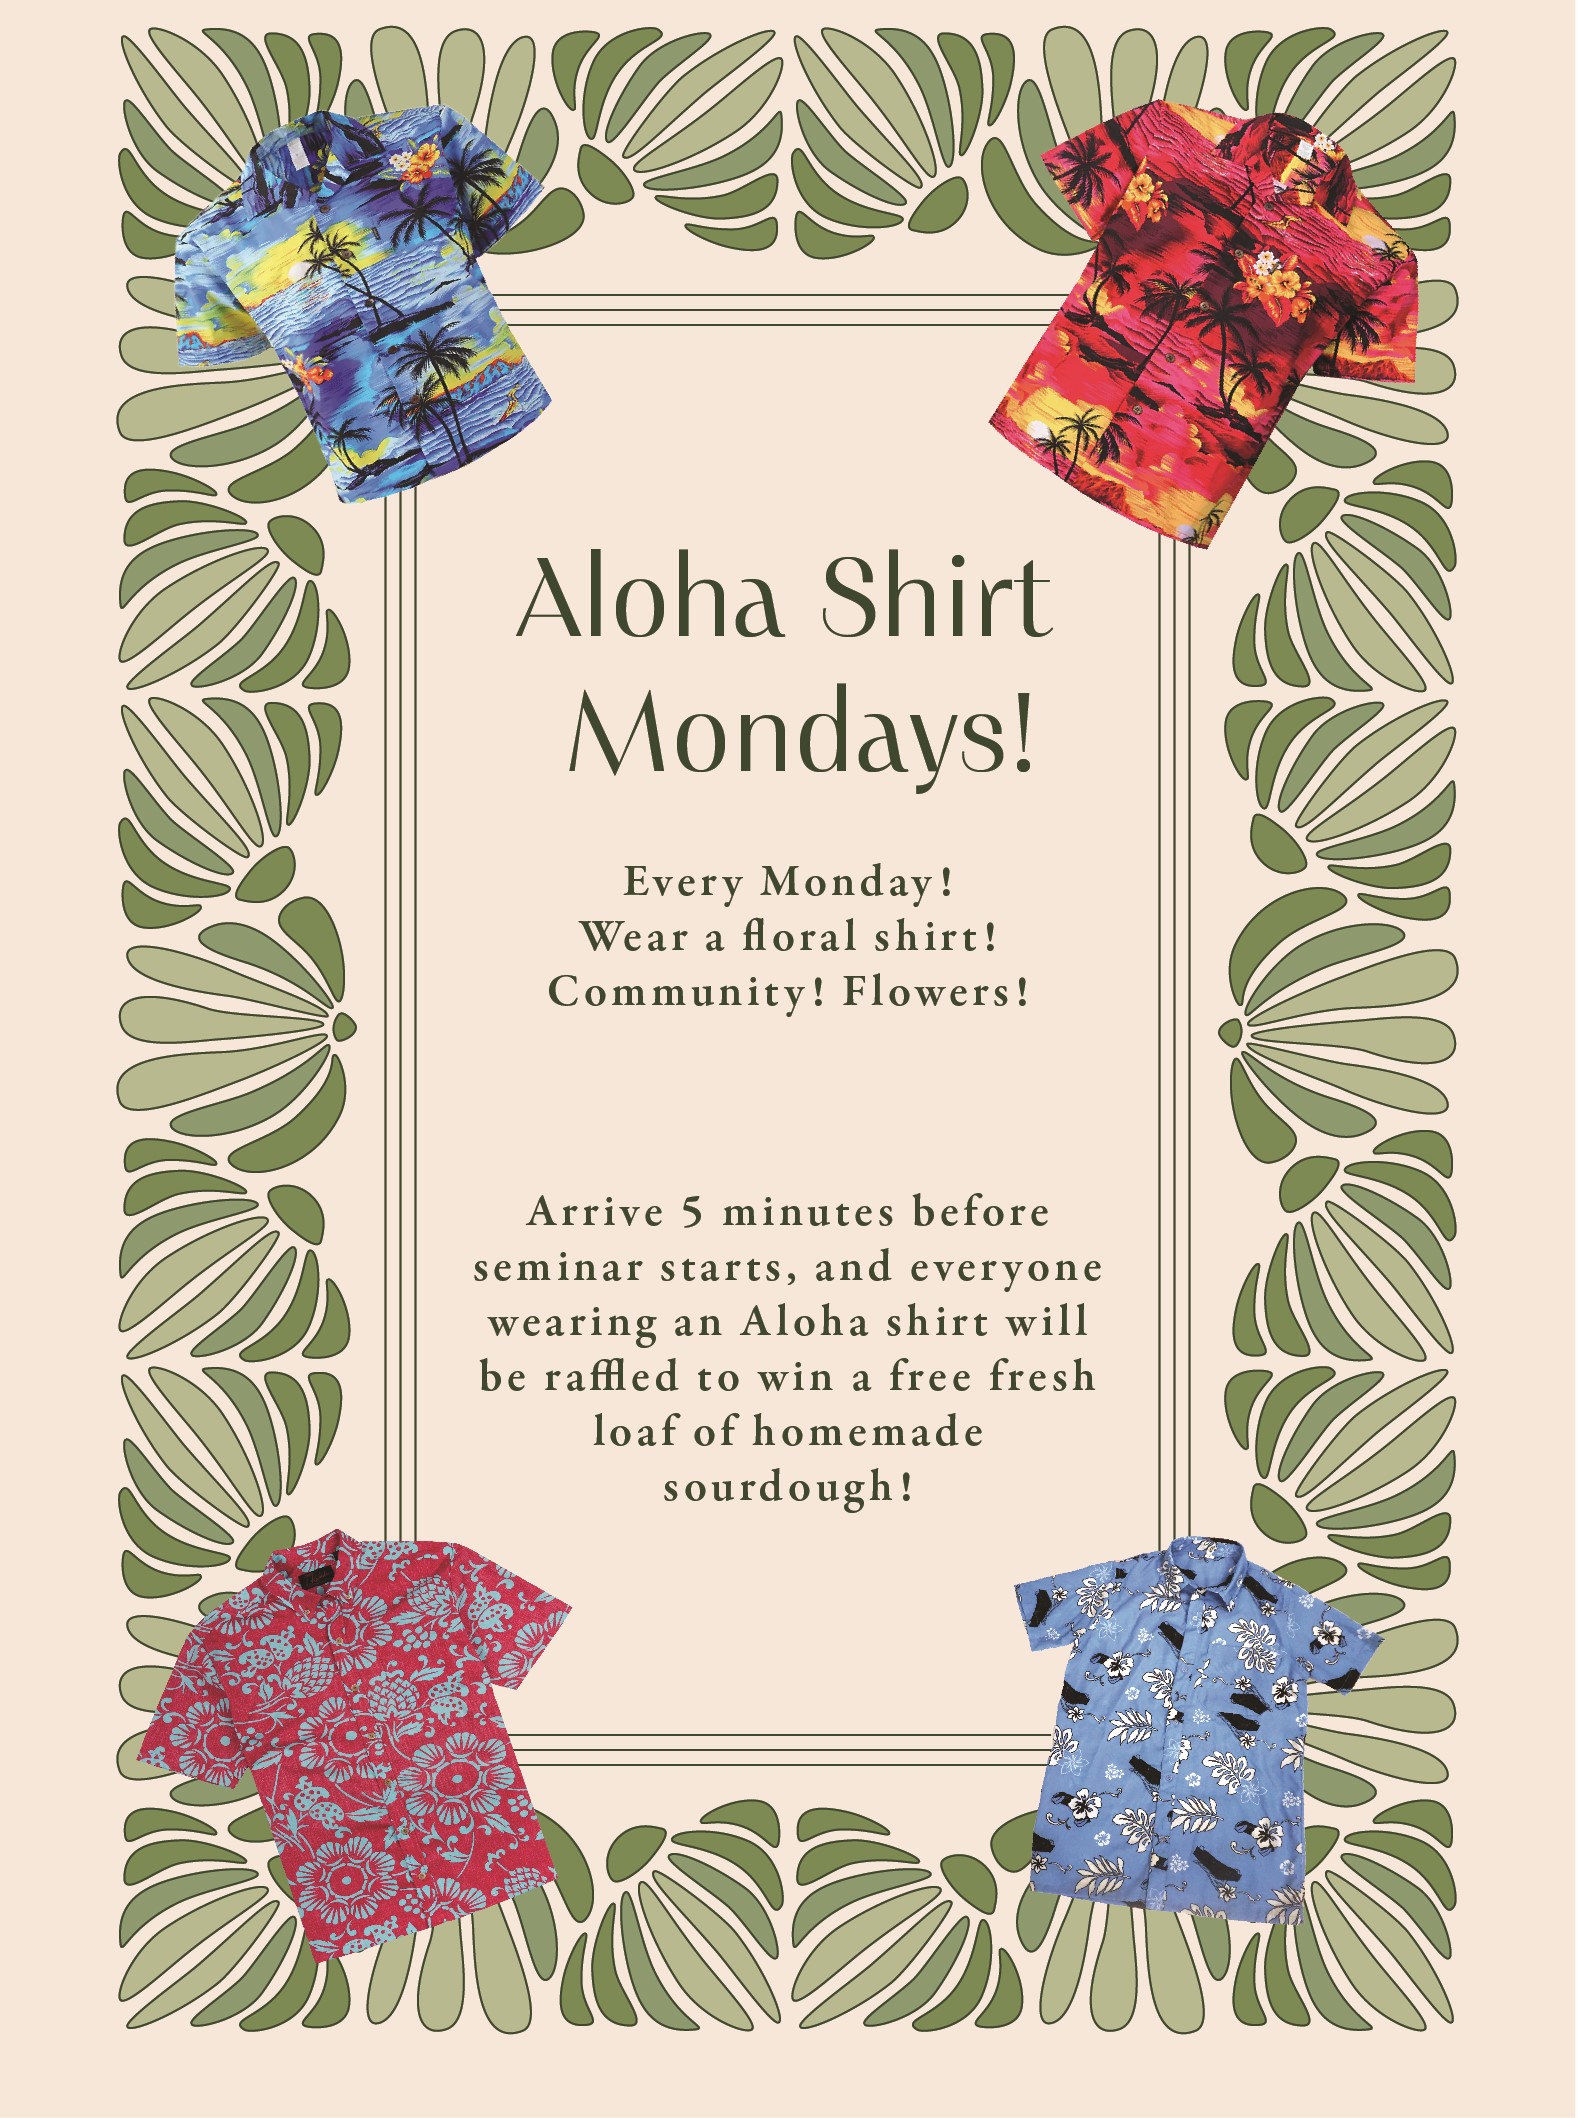 Aloha Shirt
Mondays!
Every Monday!
Wear a floral shirt!
Community! Flowers!
Arrive 5 minutes before
seminar starts, and everyone
wearing an Aloha shirt will
be raffled to win a free fresh
loaf of homemade
sourdough!